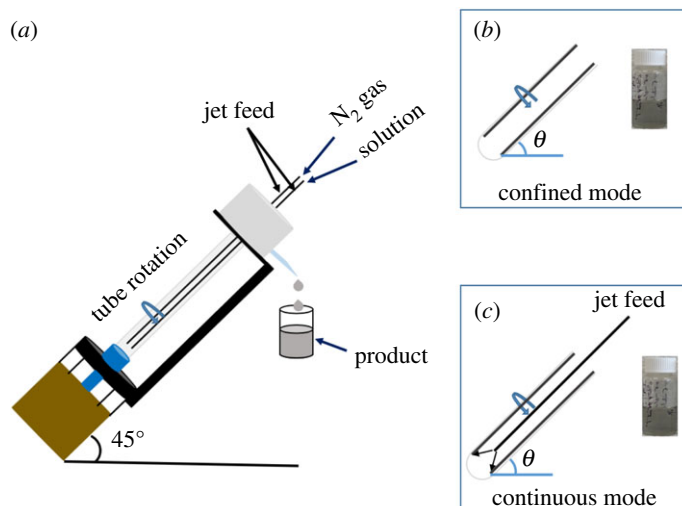 (a)
jet feed
N₂ gas
solution
tube rotation
product
45°
(b)
θ
confined mode
(c)
jet feed
θ
continuous mode